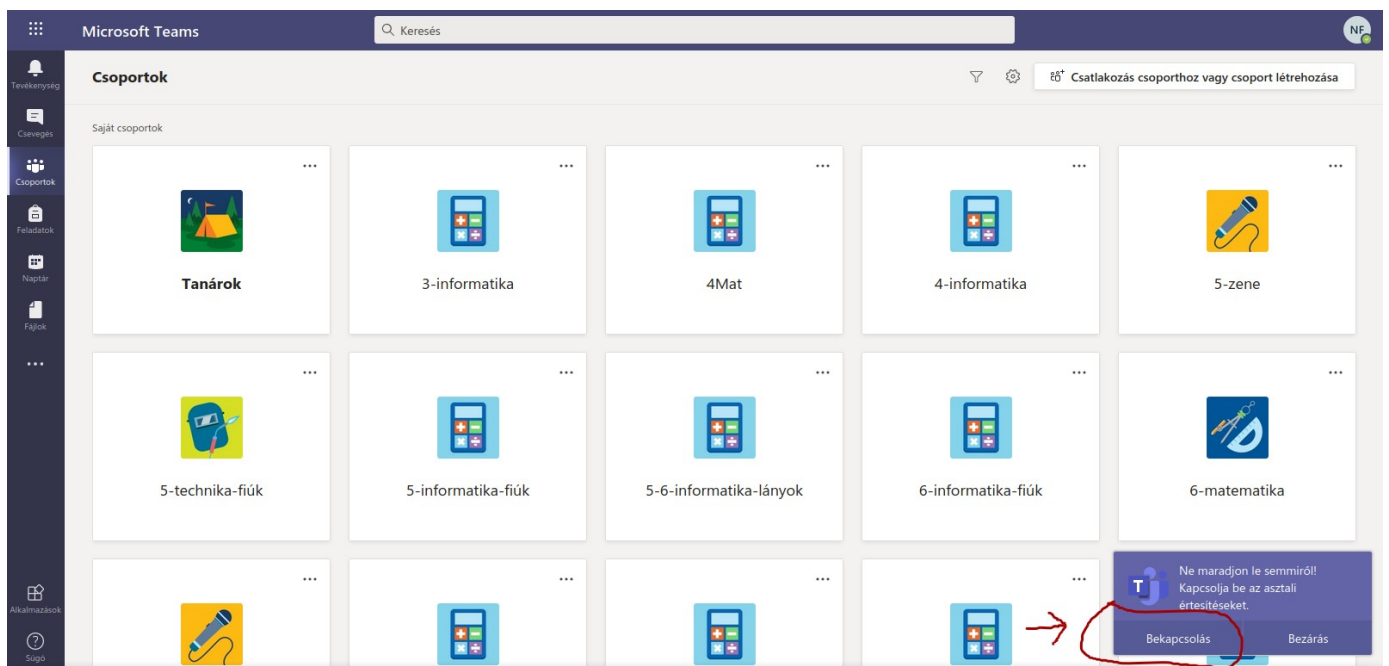 Microsoft Teams
Keresés
NF
Tevékenység
Csevegés
Csoportok
Feladatok
Naptár
Fájlok
Alkalmazások
Súgó
Csoportok
Csatlakozás csoporthoz vagy csoport létrehozása
Saját csoportok
Tanárok
3-informatika
4Mat
4-informatika
5-zene
5-technika-fiúk
5-informatika-fiúk
5-6-informatika-lányok
6-informatika-fiúk
6-matematika
T
Ne maradjon le semmiről!
Kapcsolja be az asztali
értesítéseket.
Bekapcsolás
Bezárás